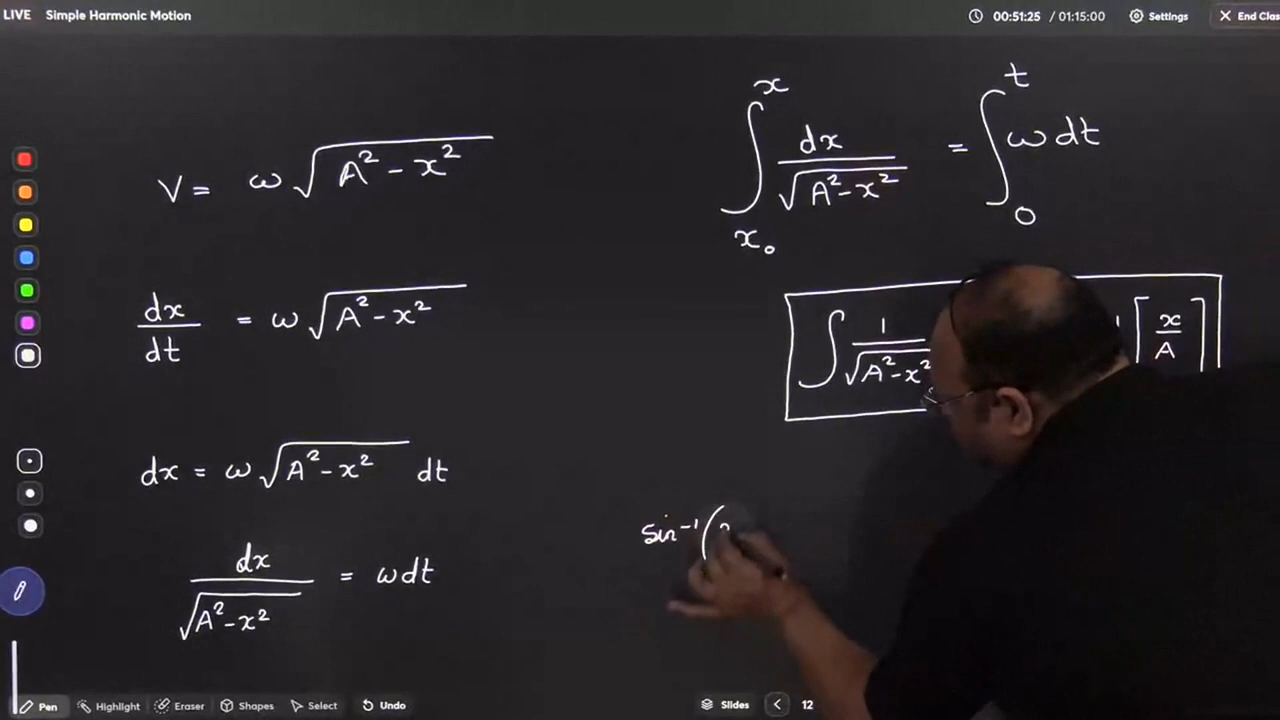 LIVE Simple Harmonic Motion 00:51:25 / 01:15:00 Settings End Clas
V = ω√(A² - x²)
dx/dt = ω√(A² - x²)
dx = ω√(A² - x²) dt
dx/√(A² - x²) = ωdt
∫ₓ₀ˣ dx/√(A² - x²) = ∫₀ᵗ ωdt
∫ 1/√(A² - x²) [x/A]
sin⁻¹(
Pen Highlight Eraser Shapes Select Undo Slides 12